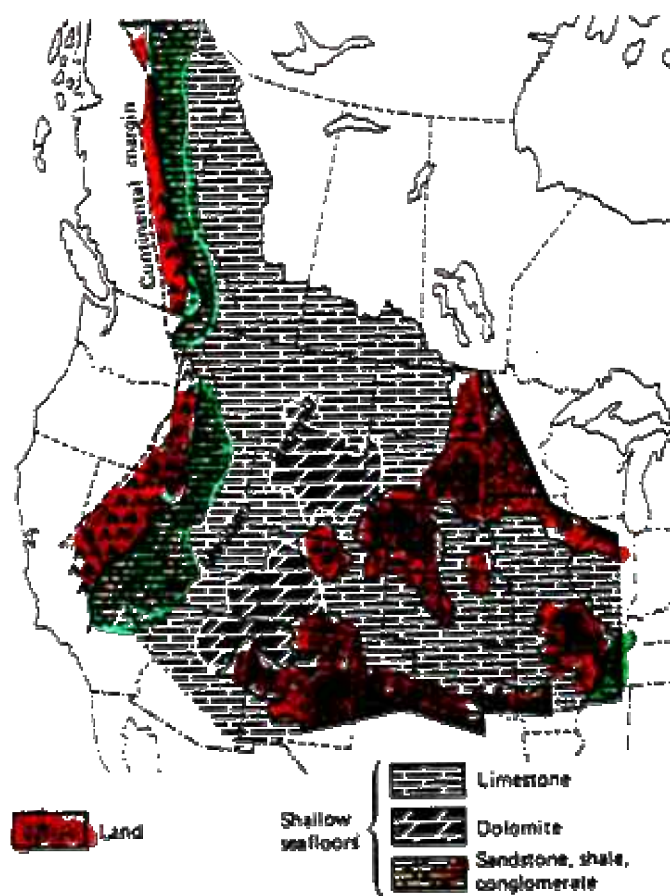 Continental margin
Land
Shallow
seafloors
Limestone
Dolomite
Sandstone, shale,
conglomerate